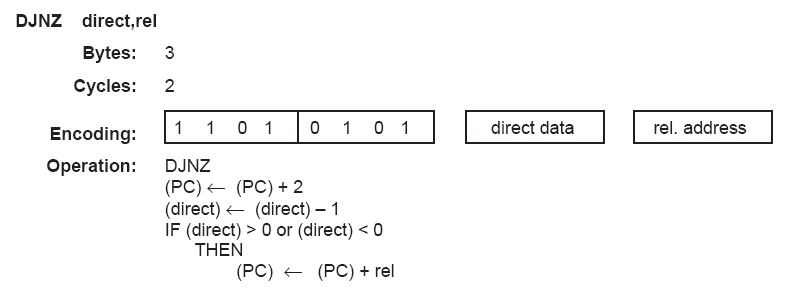 DJNZ direct,rel
Bytes: 3
Cycles: 2
Encoding: 1 1 0 1 0 1 0 1 direct data rel. address
Operation: DJNZ
(PC) ← (PC) + 2
(direct) ← (direct) – 1
IF (direct) > 0 or (direct) < 0
THEN
(PC) ← (PC) + rel